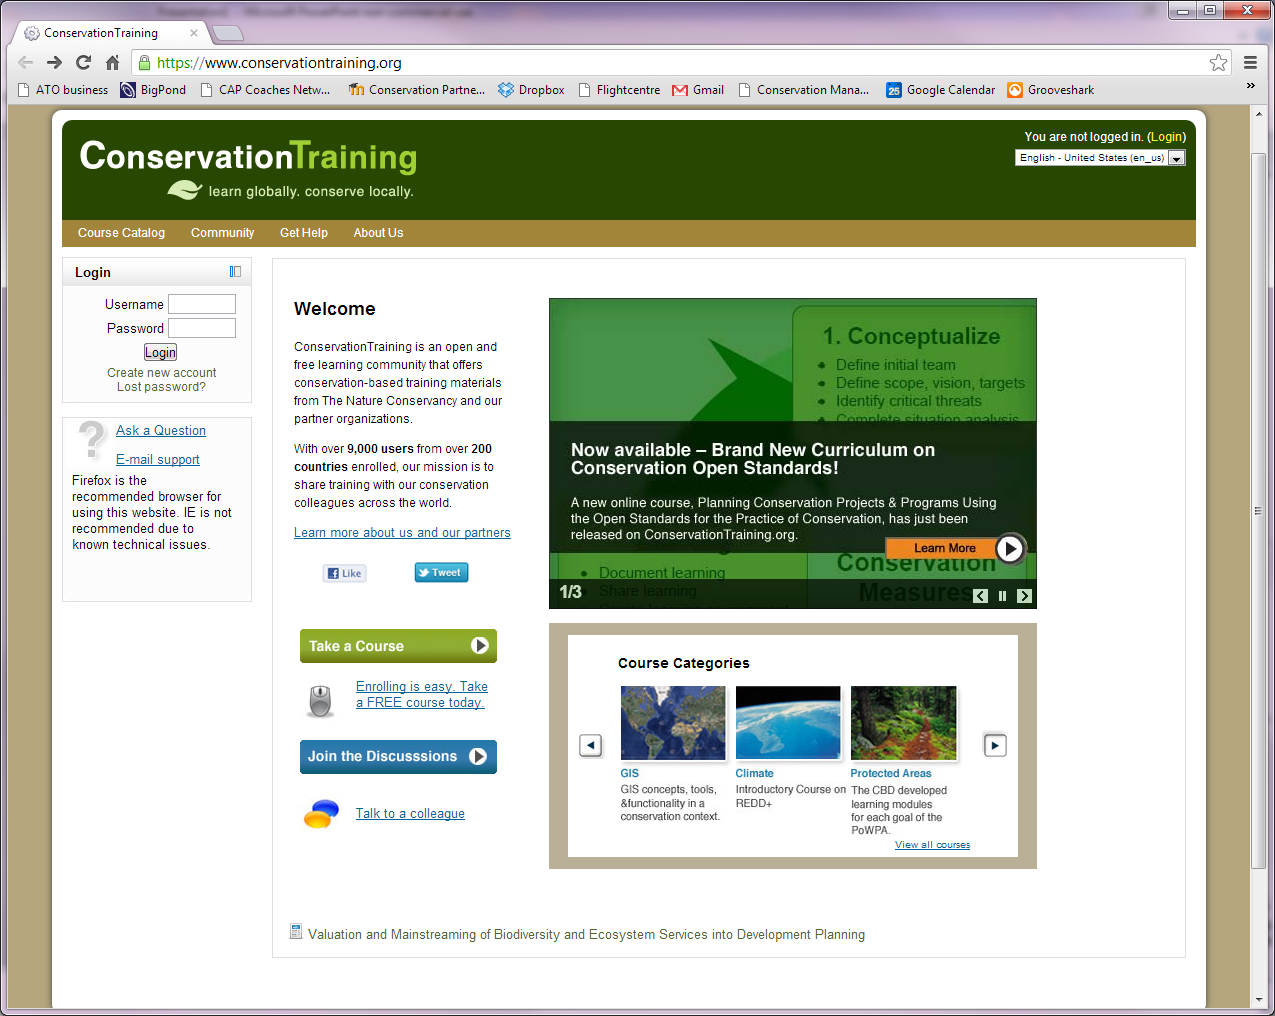 ConservationTraining
https://www.conservationtraining.org
ATO business
BigPond
CAP Coaches Netw...
Conservation Partne...
Dropbox
Flightcentre
Gmail
Conservation Mana...
25
Google Calendar
Grooveshark
»
ConservationTraining
learn globally. conserve locally.
You are not logged in. (Login)
English - United States (en_us)
Course Catalog
Community
Get Help
About Us
Login
Username
Password
Login
Create new account
Lost password?
?
Ask a Question
E-mail support
Firefox is the
recommended browser for
using this website. IE is not
recommended due to
known technical issues.
Welcome
ConservationTraining is an open and
free learning community that offers
conservation-based training materials
from The Nature Conservancy and our
partner organizations.
With over 9,000 users from over 200
countries enrolled, our mission is to
share training with our conservation
colleagues across the world.
Learn more about us and our partners
Like
Tweet
Take a Course
Enrolling is easy. Take
a FREE course today.
Join the Discusssions
Talk to a colleague
1. Conceptualize
• Define initial team
• Define scope, vision, targets
• Identify critical threats
• Complete situation analysis
Now available – Brand New Curriculum on
Conservation Open Standards!
A new online course, Planning Conservation Projects & Programs Using
the Open Standards for the Practice of Conservation, has just been
released on ConservationTraining.org.
Learn More
• Document learning
• Share learning
Conservation
Measures
1/3
Course Categories
GIS
GIS concepts, tools,
&functionality in a
conservation context.
Climate
Introductory Course on
REDD+
Protected Areas
The CBD developed
learning modules
for each goal of the
PoWPA.
View all courses
Valuation and Mainstreaming of Biodiversity and Ecosystem Services into Development Planning